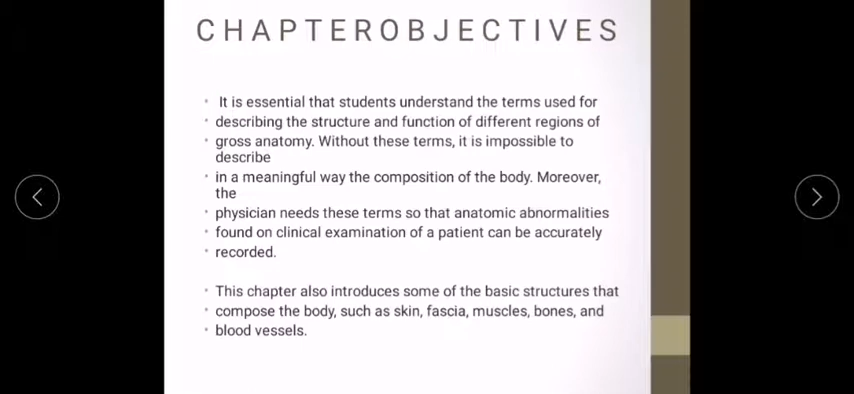 CHAPTEROBJECTIVES
It is essential that students understand the terms used for
describing the structure and function of different regions of
gross anatomy. Without these terms, it is impossible to
describe
in a meaningful way the composition of the body. Moreover,
the
physician needs these terms so that anatomic abnormalities
found on clinical examination of a patient can be accurately
recorded.
This chapter also introduces some of the basic structures that
compose the body, such as skin, fascia, muscles, bones, and
blood vessels.